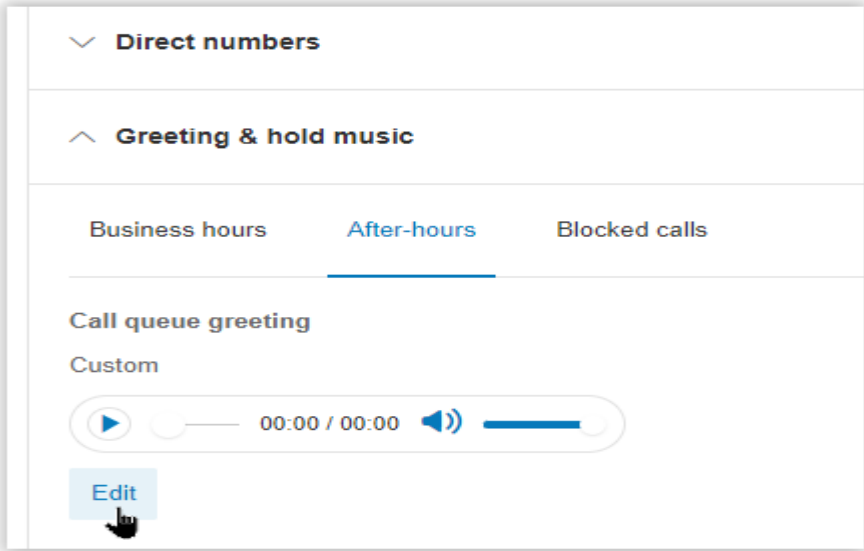 Direct numbers
Greeting & hold music
Business hours After-hours Blocked calls
Call queue greeting
Custom
00:00 / 00:00
Edit